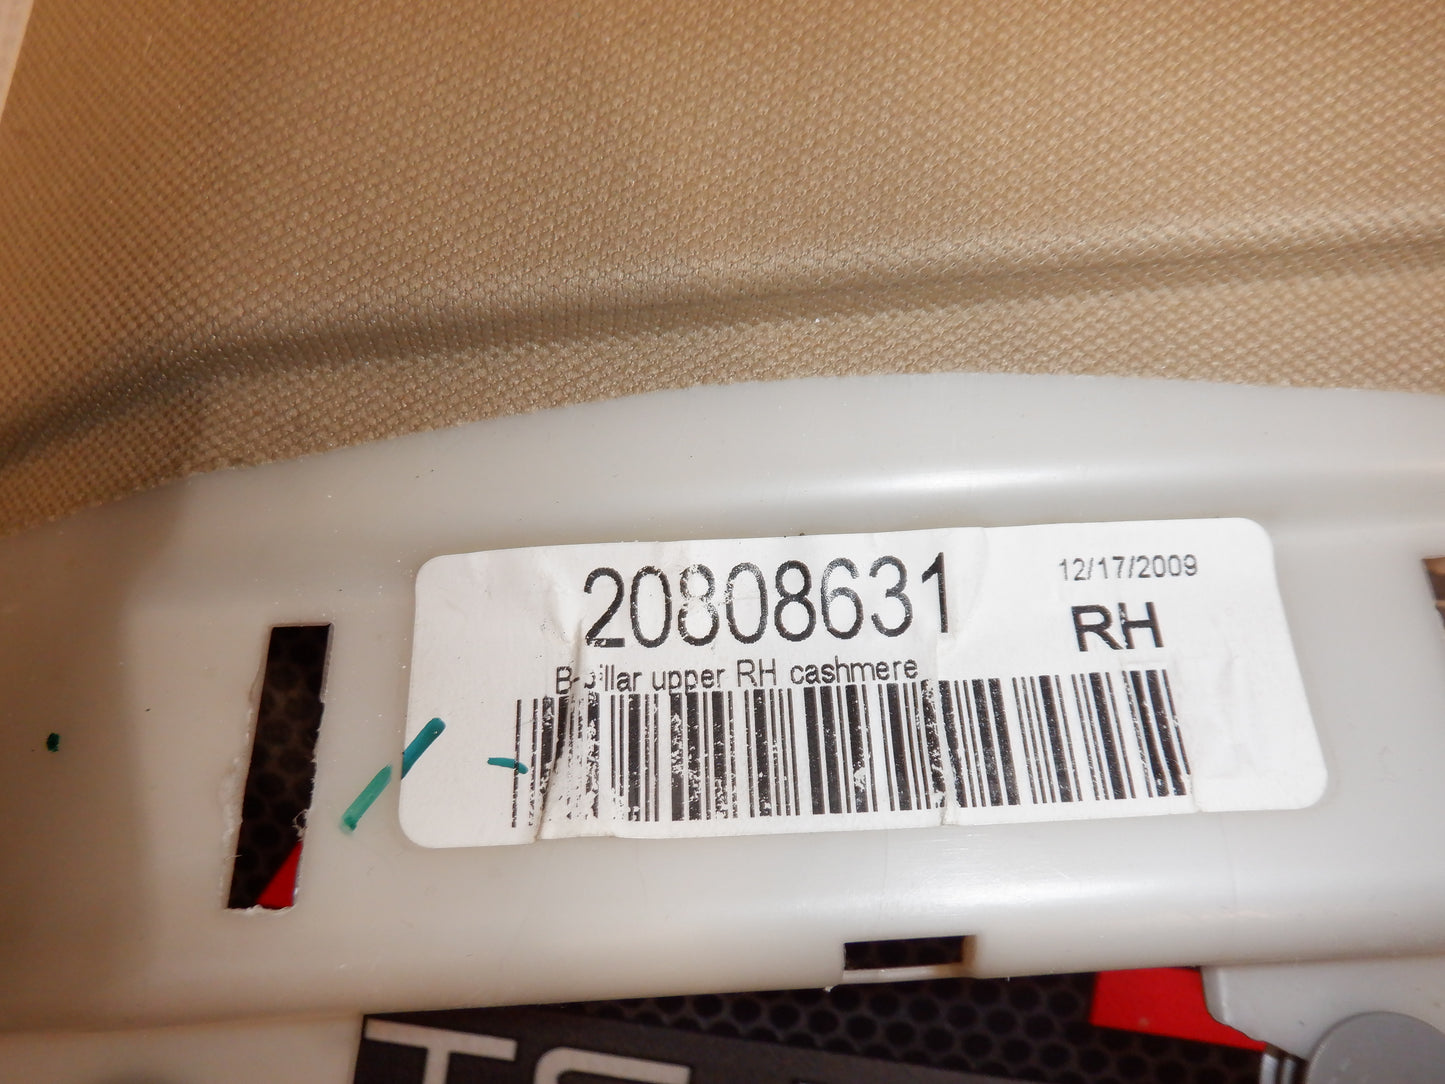 20808631
12/17/2009
RH
B-pillar upper RH cashmere